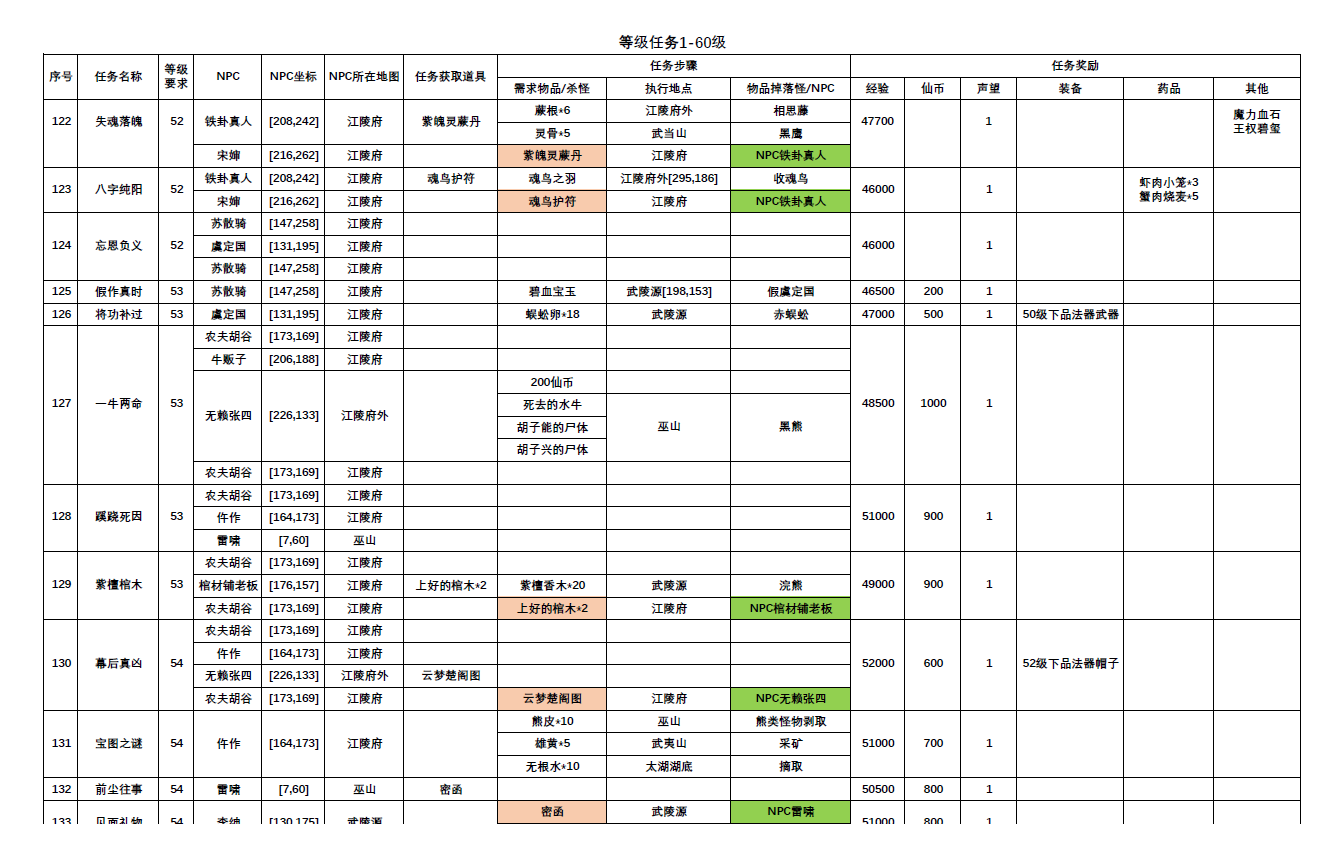 等级任务1-60级
序号 任务名称 等级要求 NPC NPC坐标 NPC所在地图 任务获取道具 任务步骤 任务奖励
需求物品/杀怪 执行地点 物品掉落怪/NPC 经验 仙币 声望 装备 药品 其他
122 失魂落魄 52 铁卦真人 [208,242] 江陵府 紫魄灵蕨丹 蕨根*6 江陵府外 相思藤 47700 1 魔力血石
王权碧玺
灵骨*5 武当山 黑鹰
宋婶 [216,262] 江陵府 紫魄灵蕨丹 江陵府 NPC铁卦真人
123 八字纯阳 52 铁卦真人 [208,242] 江陵府 魂鸟护符 魂鸟之羽 江陵府外[295,186] 收魂鸟 46000 1 虾肉小笼*3
蟹肉烧麦*5
宋婶 [216,262] 江陵府 魂鸟护符 江陵府 NPC铁卦真人
124 忘恩负义 52 苏散骑 [147,258] 江陵府 46000 1
虞定国 [131,195] 江陵府
苏散骑 [147,258] 江陵府
125 假作真时 53 苏散骑 [147,258] 江陵府 碧血宝玉 武陵源[198,153] 假虞定国 46500 200 1
126 将功补过 53 虞定国 [131,195] 江陵府 蜈蚣卵*18 武陵源 赤蜈蚣 47000 500 1 50级下品法器武器
127 一牛两命 53 农夫胡谷 [173,169] 江陵府 48500 1000 1
牛贩子 [206,188] 江陵府
无赖张四 [226,133] 江陵府外 200仙币
死去的水牛 巫山 黑熊
胡子能的尸体
胡子兴的尸体
农夫胡谷 [173,169] 江陵府
128 蹊跷死因 53 农夫胡谷 [173,169] 江陵府 51000 900 1
仵作 [164,173] 江陵府
雷啸 [7,60] 巫山
129 紫檀棺木 53 农夫胡谷 [173,169] 江陵府 49000 900 1
棺材铺老板 [176,157] 江陵府 上好的棺木*2 紫檀香木*20 武陵源 浣熊
农夫胡谷 [173,169] 江陵府 上好的棺木*2 江陵府 NPC棺材铺老板
130 幕后真凶 54 农夫胡谷 [173,169] 江陵府 52000 600 1 52级下品法器帽子
仵作 [164,173] 江陵府
无赖张四 [226,133] 江陵府外 云梦楚阁图
农夫胡谷 [173,169] 江陵府 云梦楚阁图 江陵府 NPC无赖张四
131 宝图之谜 54 仵作 [164,173] 江陵府 熊皮*10 巫山 熊类怪物剥取 51000 700 1
雄黄*5 武夷山 采矿
无根水*10 太湖湖底 摘取
132 前尘往事 54 雷啸 [7,60] 巫山 密函 50500 800 1
133 见面礼物 54 李绅 [130,175] 武陵源 密函 武陵源 NPC雷啸 51000 800 1